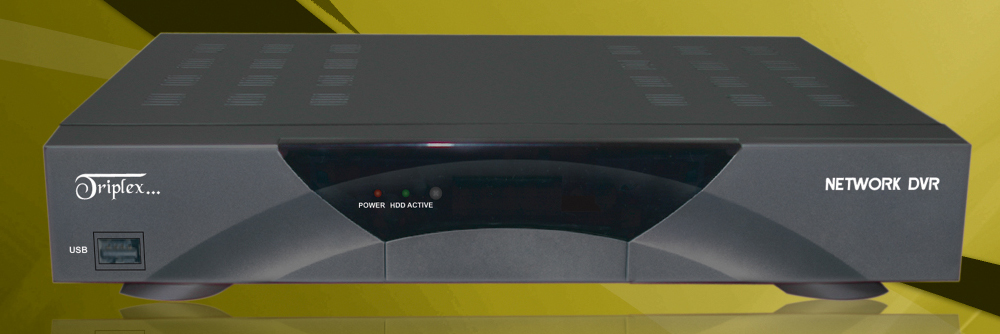 Triplex...
NETWORK DVR
POWER HDD ACTIVE
USB